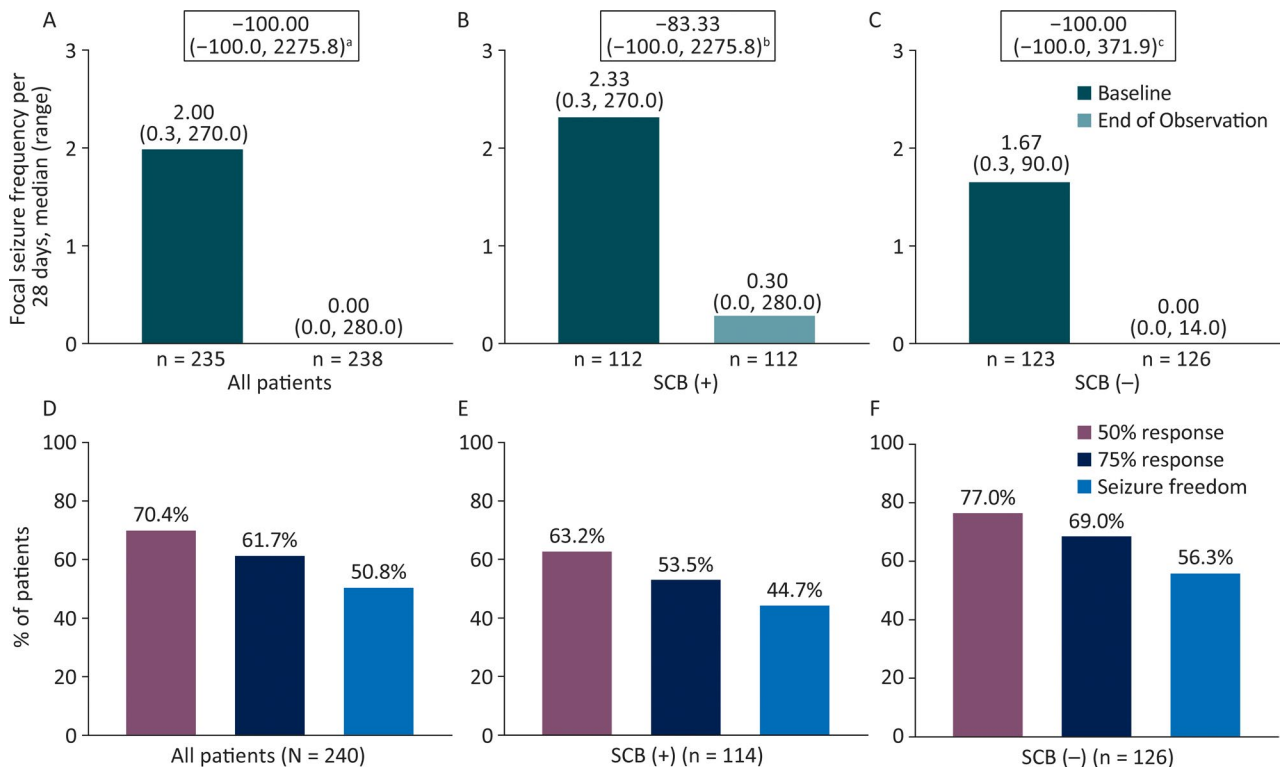 A
−100.00
(−100.0, 2275.8)ᵃ
Focal seizure frequency per
28 days, median (range)
3
2
1
0
2.00
(0.3, 270.0)
0.00
(0.0, 280.0)
n = 235
n = 238
All patients
B
−83.33
(−100.0, 2275.8)ᵇ
3
2
1
0
2.33
(0.3, 270.0)
0.30
(0.0, 280.0)
n = 112
n = 112
SCB (+)
C
−100.00
(−100.0, 371.9)ᶜ
Baseline
End of Observation
3
2
1
0
1.67
(0.3, 90.0)
0.00
(0.0, 14.0)
n = 123
n = 126
SCB (–)
D
% of patients
100
80
60
40
20
0
70.4%
61.7%
50.8%
All patients (N = 240)
E
100
80
60
40
20
0
63.2%
53.5%
44.7%
SCB (+) (n = 114)
F
50% response
75% response
Seizure freedom
100
80
60
40
20
0
77.0%
69.0%
56.3%
SCB (–) (n = 126)